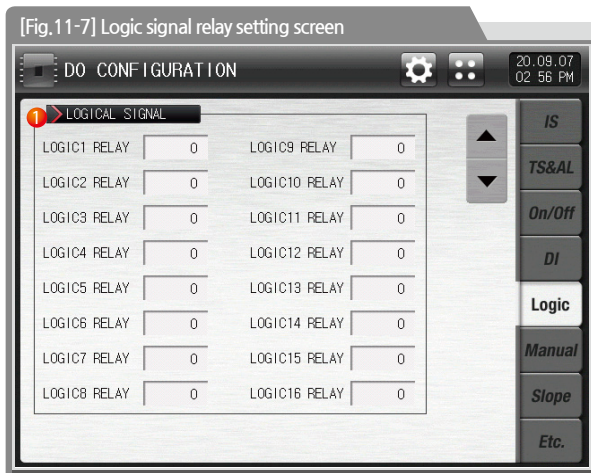 [Fig.11-7] Logic signal relay setting screen
DO CONFIGURATION
20.09.07
02 56 PM
1 LOGICAL SIGNAL
LOGIC1 RELAY 0 LOGIC9 RELAY 0
LOGIC2 RELAY 0 LOGIC10 RELAY 0
LOGIC3 RELAY 0 LOGIC11 RELAY 0
LOGIC4 RELAY 0 LOGIC12 RELAY 0
LOGIC5 RELAY 0 LOGIC13 RELAY 0
LOGIC6 RELAY 0 LOGIC14 RELAY 0
LOGIC7 RELAY 0 LOGIC15 RELAY 0
LOGIC8 RELAY 0 LOGIC16 RELAY 0
IS
TS&AL
On/Off
DI
Logic
Manual
Slope
Etc.